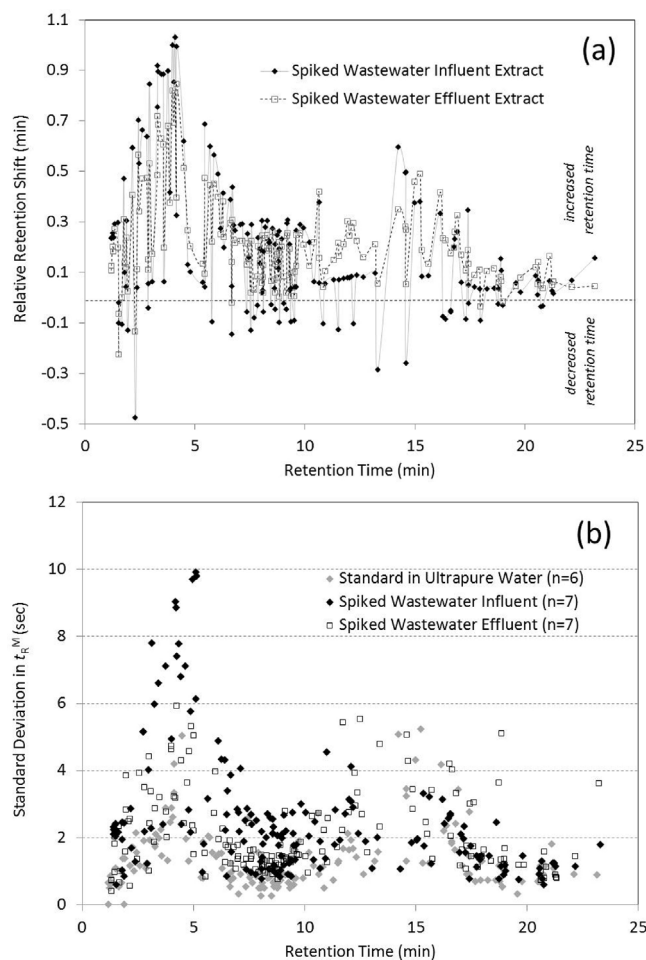 (a)
1.1
0.9
0.7
0.5
0.3
0.1
-0.1
-0.3
-0.5
Relative Retention Shift (min)
Spiked Wastewater Influent Extract
Spiked Wastewater Effluent Extract
increased
retention time
decreased
retention time
0 5 10 15 20 25
Retention Time (min)
(b)
12
10
8
6
4
2
0
Standard Deviation in tRM (sec)
Standard in Ultrapure Water (n=6)
Spiked Wastewater Influent (n=7)
Spiked Wastewater Effluent (n=7)
0 5 10 15 20 25
Retention Time (min)